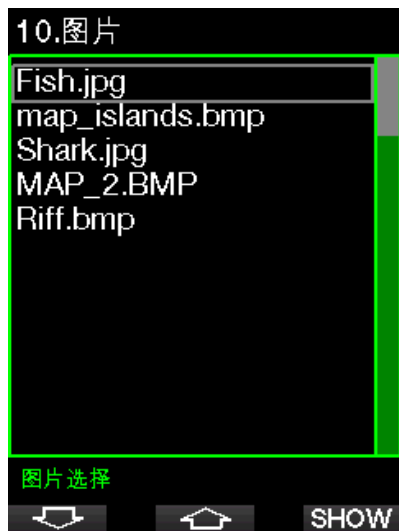 10.图片
Fish.jpg
map_islands.bmp
Shark.jpg
MAP_2.BMP
Riff.bmp
图片选择
SHOW